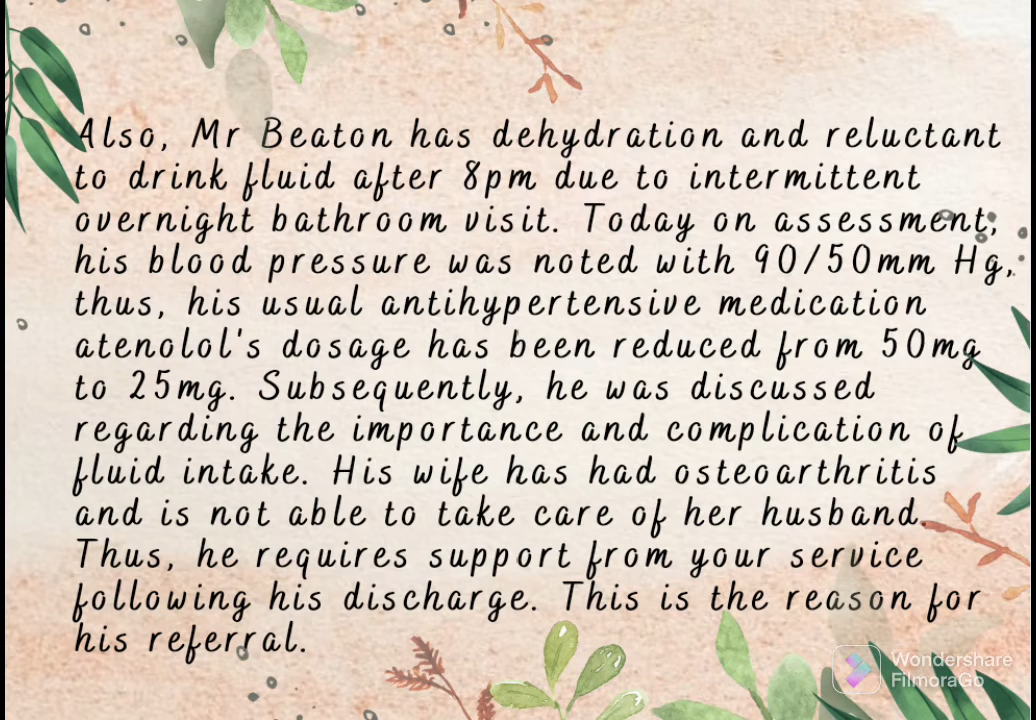 Also, Mr Beaton has dehydration and reluctant
to drink fluid after 8pm due to intermittent
overnight bathroom visit. Today on assessment,
his blood pressure was noted with 90/50mm Hg,
thus, his usual antihypertensive medication
atenolol's dosage has been reduced from 50mg
to 25mg. Subsequently, he was discussed
regarding the importance and complication of
fluid intake. His wife has had osteoarthritis
and is not able to take care of her husband.
Thus, he requires support from your service
following his discharge. This is the reason for
his referral.
Wondershare
FilmoraGo